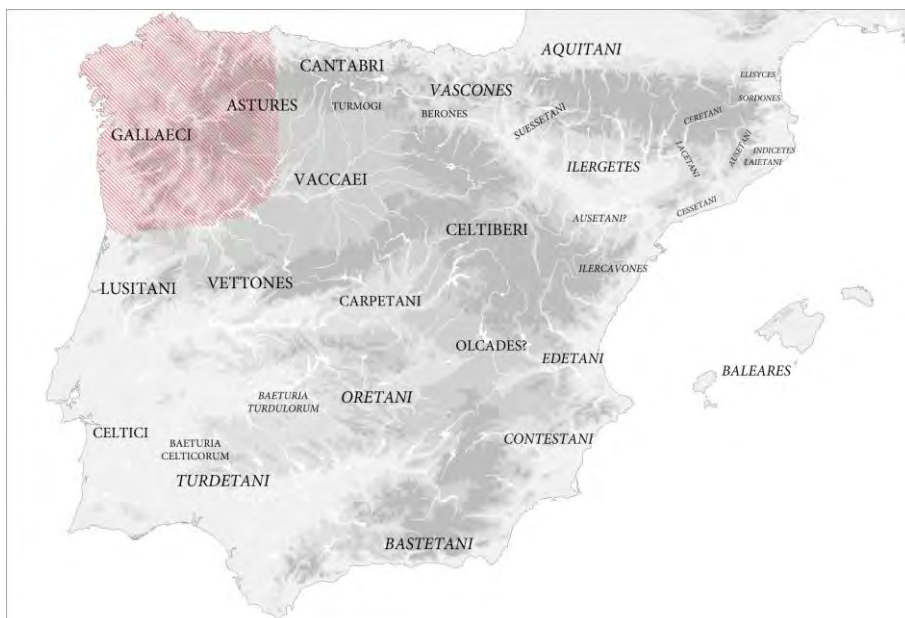 AQUITANI
CANTABRI
ELISYCES
VASCONES
SORDONES
ASTURES
TURMOGI
BERONES
SUESSETANI
CERETANI
GALLAECI
LACETANI
AUSETANI
INDICETES
LAIETANI
ILERGETES
VACCAEI
CESSETANI
AUSETANI?
CELTIBERI
ILERCAVONES
LUSITANI
VETTONES
CARPETANI
OLCADES?
EDETANI
BALEARES
BAETURIA
TURDULORUM
ORETANI
CELTICI
BAETURIA
CELTICORUM
CONTESTANI
TURDETANI
BASTETANI